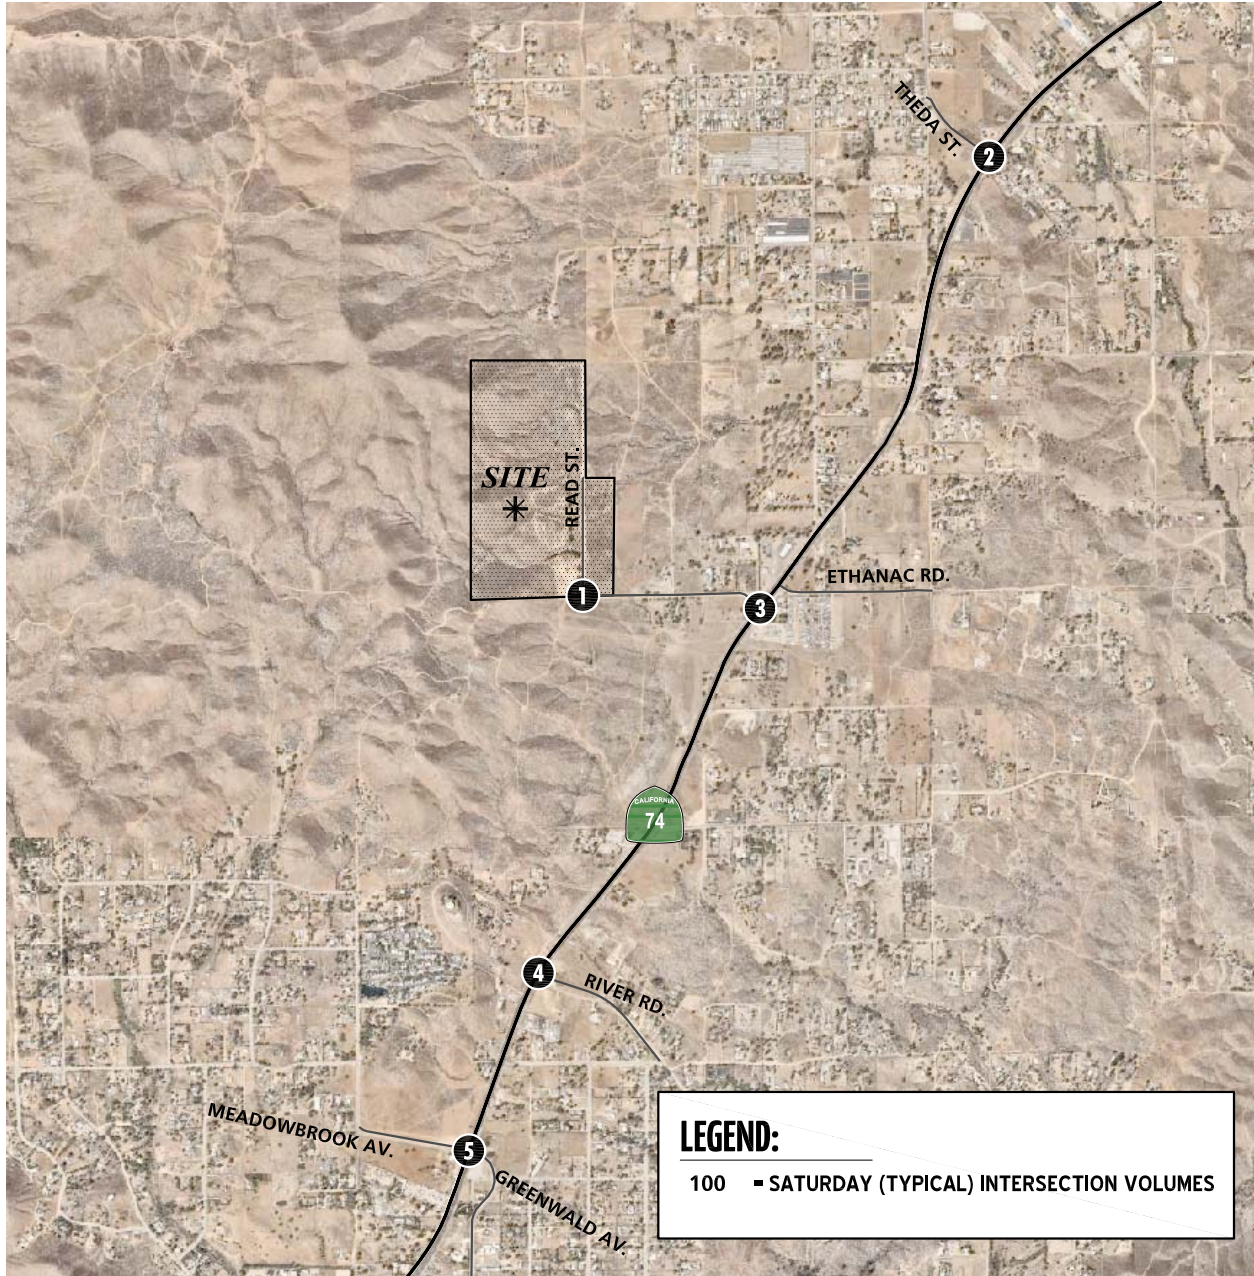 THEDA ST.
2
SITE
READ ST.
1
3
ETHANAC RD.
CALIFORNIA
74
4
RIVER RD.
MEADOWBROOK AV.
5
GREENWALD AV.
LEGEND:
100 = SATURDAY (TYPICAL) INTERSECTION VOLUMES